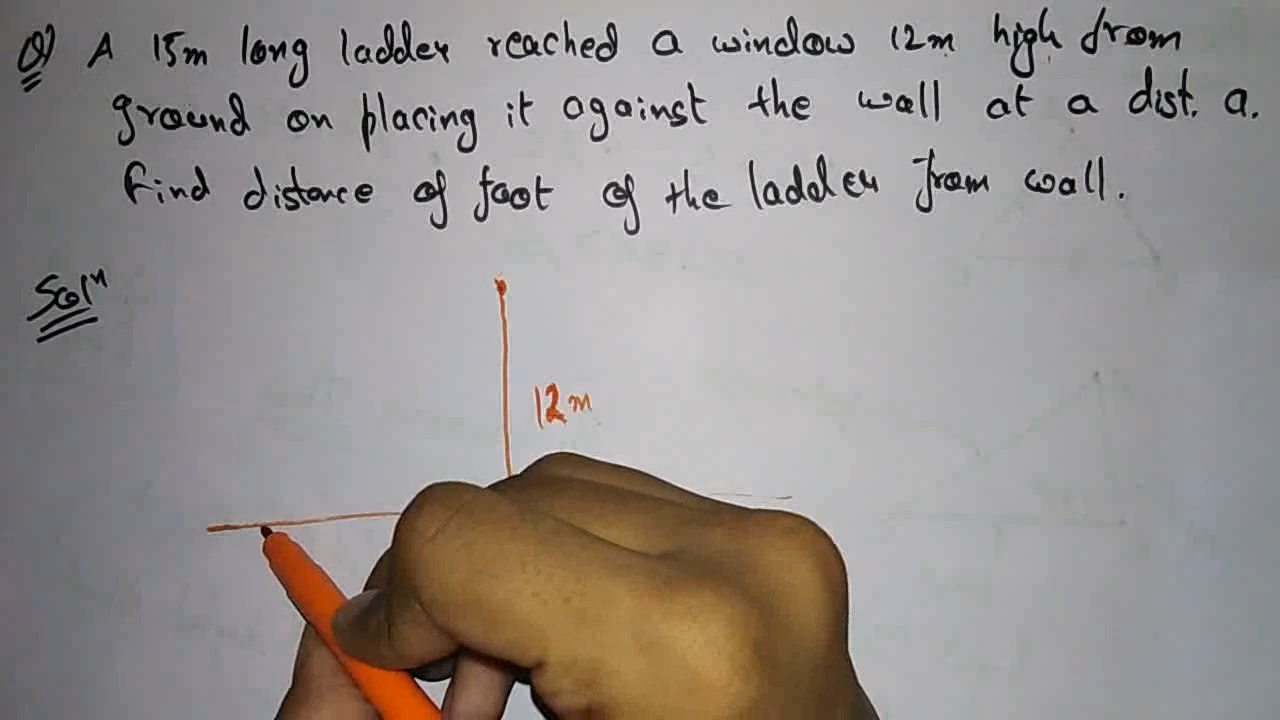 Q) A 15m long ladder reached a window 12m high from
ground on placing it against the wall at a dist. a.
Find distance of foot of the ladder from wall.
Solⁿ
12m